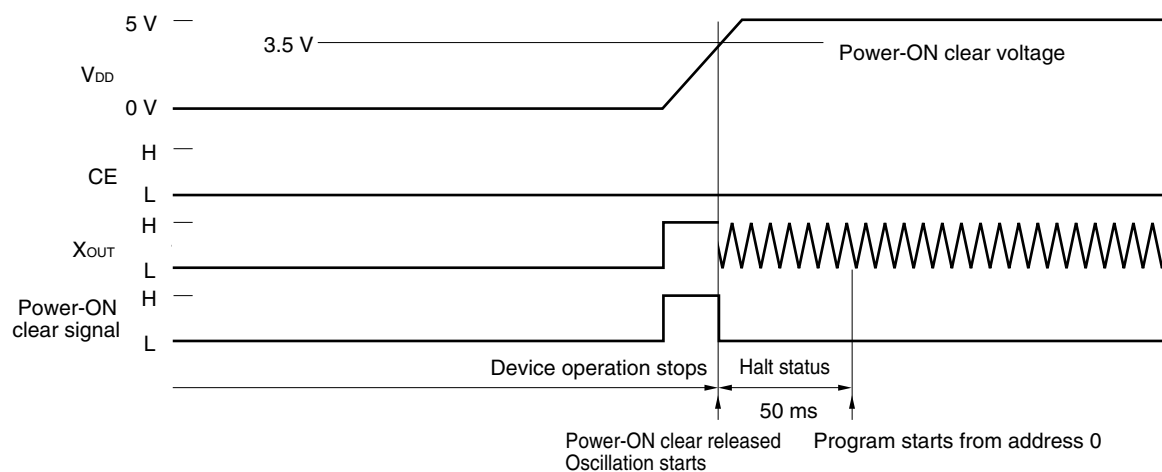 5 V
3.5 V
Power-ON clear voltage
VDD
0 V
H
CE
L
H
XOUT
L
H
Power-ON
clear signal
L
Device operation stops
Halt status
50 ms
Power-ON clear released
Oscillation starts
Program starts from address 0